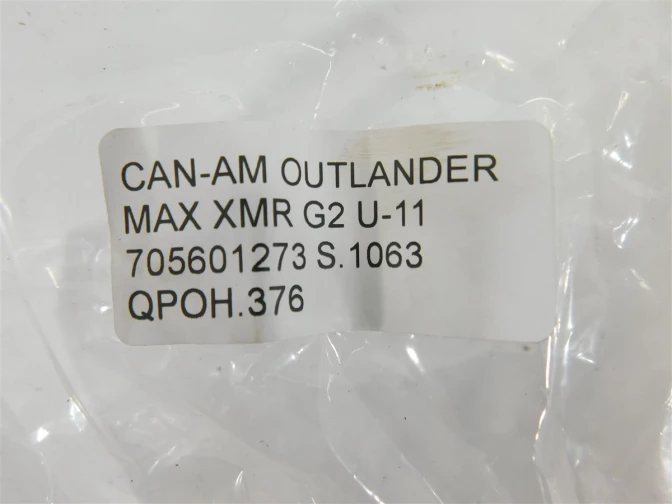 CAN-AM OUTLANDER
MAX XMR G2 U-11
705601273 S.1063
QPOH.376